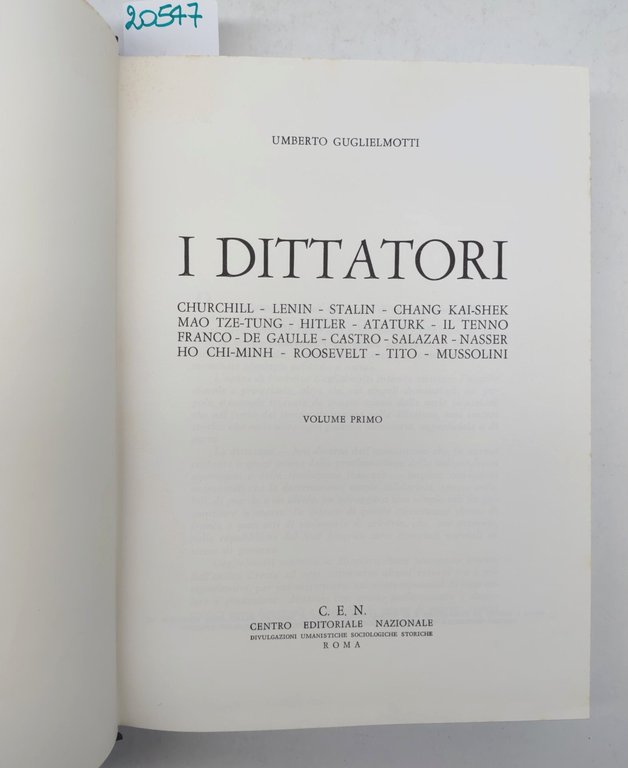 20547
UMBERTO GUGLIELMOTTI
I DITTATORI
CHURCHILL - LENIN - STALIN - CHANG KAI-SHEK
MAO TZE-TUNG - HITLER - ATATURK - IL TENNO
FRANCO - DE GAULLE - CASTRO - SALAZAR - NASSER
HO CHI-MINH - ROOSEVELT - TITO - MUSSOLINI
VOLUME PRIMO
C. E. N.
CENTRO EDITORIALE NAZIONALE
DIVULGAZIONI UMANISTICHE SOCIOLOGICHE STORICHE
ROMA